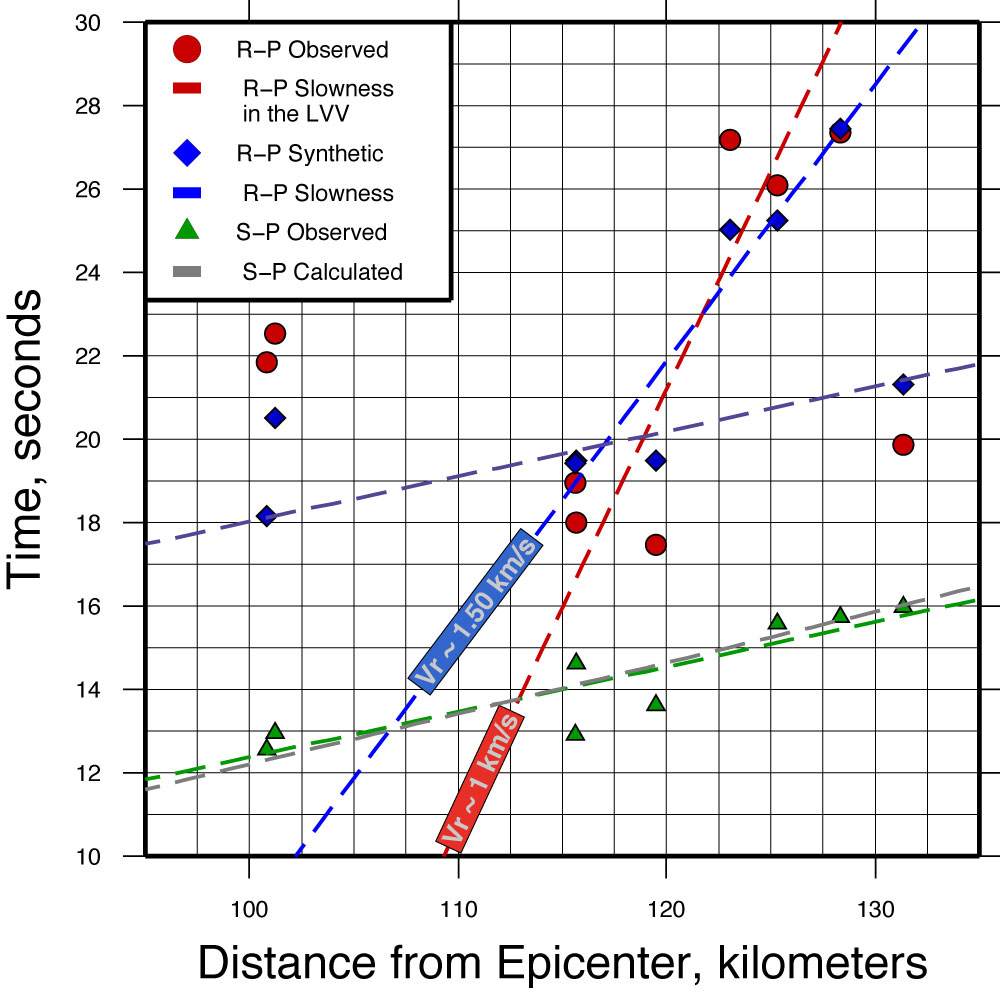 30
28
26
24
22
20
18
16
14
12
10
Time, seconds
R−P Observed
R−P Slowness
in the LVV
R−P Synthetic
R−P Slowness
S−P Observed
S−P Calculated
Vr ~ 1.50 km/s
Vr ~ 1 km/s
100
110
120
130
Distance from Epicenter, kilometers